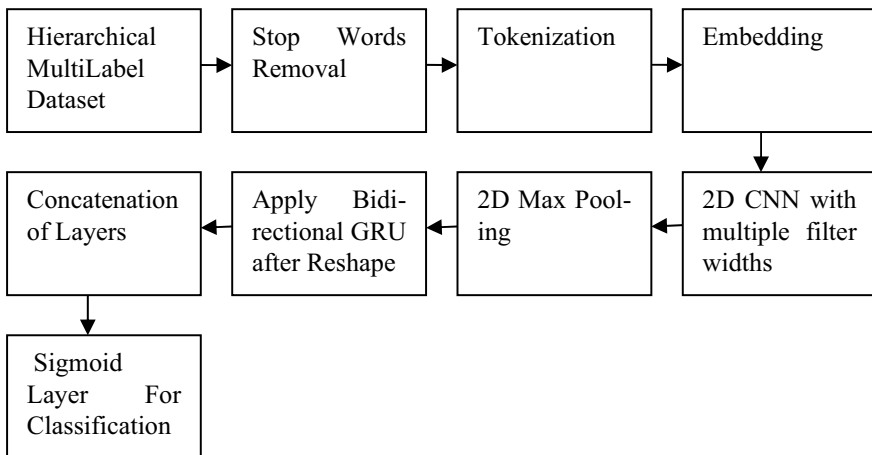 Hierarchical
MultiLabel
Dataset
Stop Words
Removal
Tokenization
Embedding
Concatenation
of Layers
Apply Bidi-
rectional GRU
after Reshape
2D Max Pool-
ing
2D CNN with
multiple filter
widths
Sigmoid
Layer For
Classification